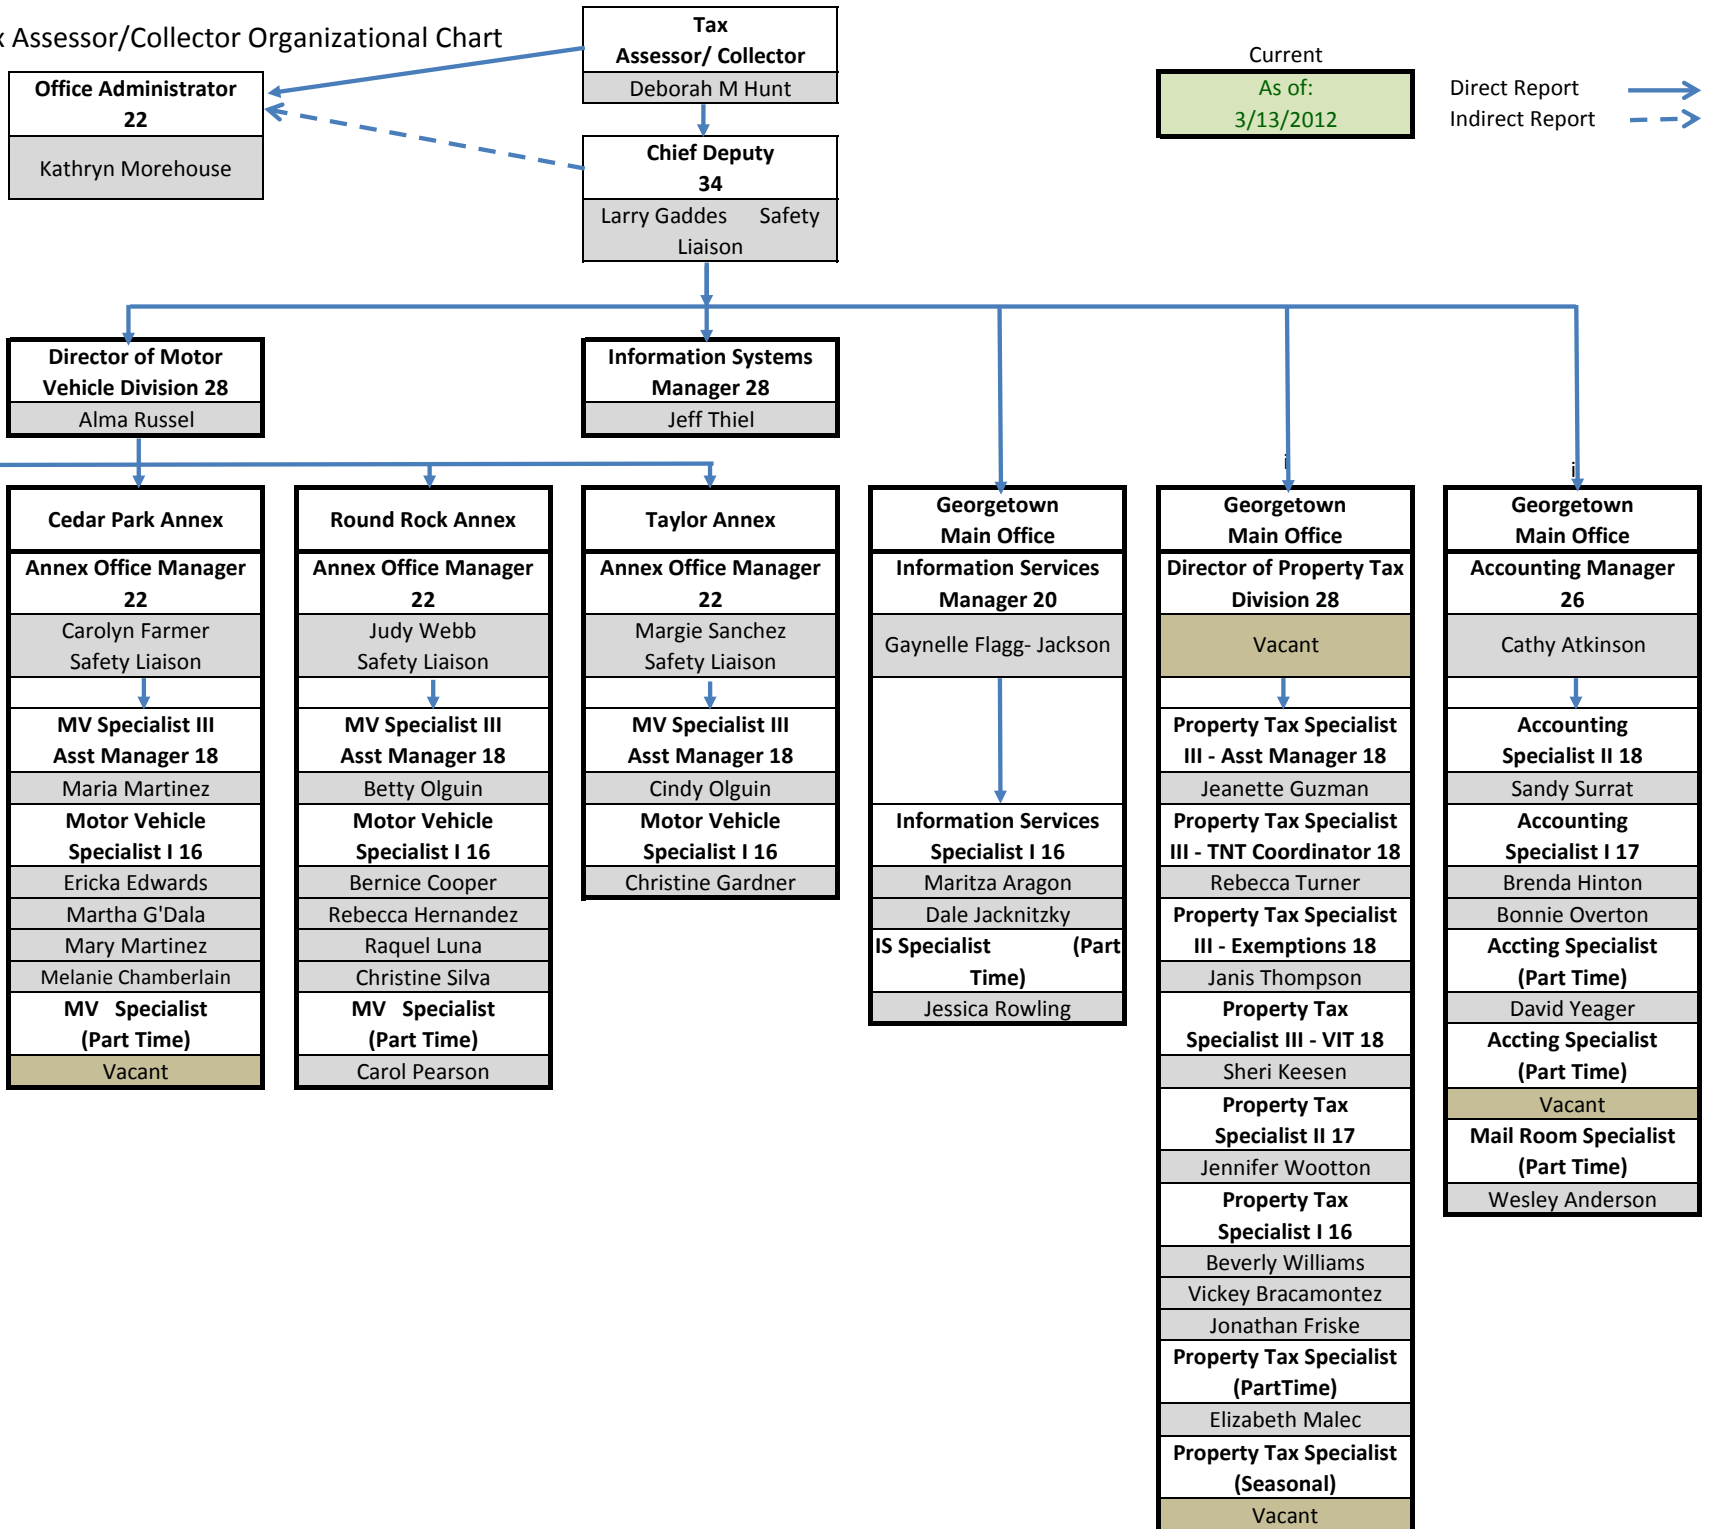 x Assessor/Collector Organizational Chart
Tax
Assessor/ Collector
Deborah M Hunt
Current
As of:
3/13/2012
Direct Report
Indirect Report
Office Administrator
22
Kathryn Morehouse
Chief Deputy
34
Larry Gaddes Safety
Liaison
Director of Motor
Vehicle Division 28
Alma Russel
Information Systems
Manager 28
Jeff Thiel
i
i
Cedar Park Annex
Annex Office Manager
22
Carolyn Farmer
Safety Liaison
MV Specialist III
Asst Manager 18
Maria Martinez
Motor Vehicle
Specialist I 16
Ericka Edwards
Martha G'Dala
Mary Martinez
Melanie Chamberlain
MV Specialist
(Part Time)
Vacant
Round Rock Annex
Annex Office Manager
22
Judy Webb
Safety Liaison
MV Specialist III
Asst Manager 18
Betty Olguin
Motor Vehicle
Specialist I 16
Bernice Cooper
Rebecca Hernandez
Raquel Luna
Christine Silva
MV Specialist
(Part Time)
Carol Pearson
Taylor Annex
Annex Office Manager
22
Margie Sanchez
Safety Liaison
MV Specialist III
Asst Manager 18
Cindy Olguin
Motor Vehicle
Specialist I 16
Christine Gardner
Georgetown
Main Office
Information Services
Manager 20
Gaynelle Flagg- Jackson
Information Services
Specialist I 16
Maritza Aragon
Dale Jacknitzky
IS Specialist (Part
Time)
Jessica Rowling
Georgetown
Main Office
Director of Property Tax
Division 28
Vacant
Property Tax Specialist
III - Asst Manager 18
Jeanette Guzman
Property Tax Specialist
III - TNT Coordinator 18
Rebecca Turner
Property Tax Specialist
III - Exemptions 18
Janis Thompson
Property Tax
Specialist III - VIT 18
Sheri Keesen
Property Tax
Specialist II 17
Jennifer Wootton
Property Tax
Specialist I 16
Beverly Williams
Vickey Bracamontez
Jonathan Friske
Property Tax Specialist
(PartTime)
Elizabeth Malec
Property Tax Specialist
(Seasonal)
Vacant
Georgetown
Main Office
Accounting Manager
26
Cathy Atkinson
Accounting
Specialist II 18
Sandy Surrat
Accounting
Specialist I 17
Brenda Hinton
Bonnie Overton
Accting Specialist
(Part Time)
David Yeager
Accting Specialist
(Part Time)
Vacant
Mail Room Specialist
(Part Time)
Wesley Anderson